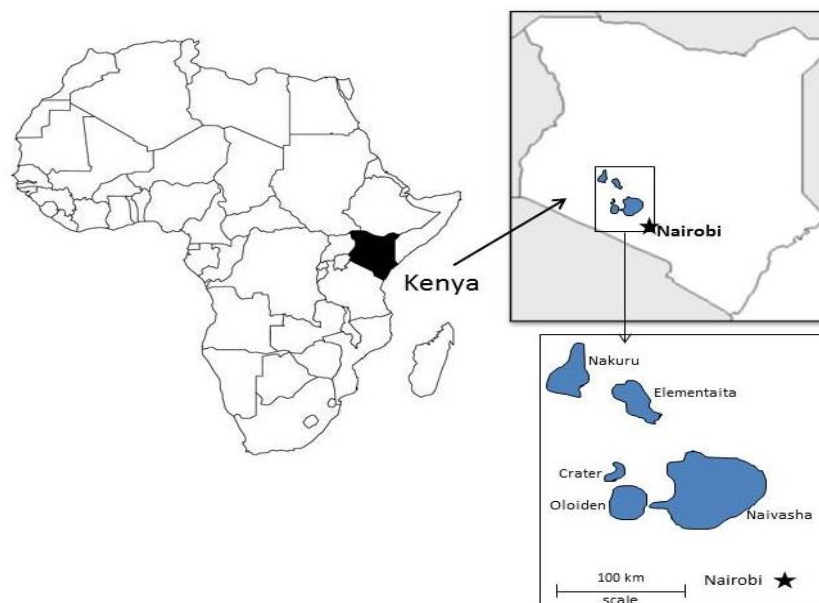 Nairobi
Kenya
Nakuru
Elementaita
Crater
Oloiden
Naivasha
100 km
Nairobi
scale